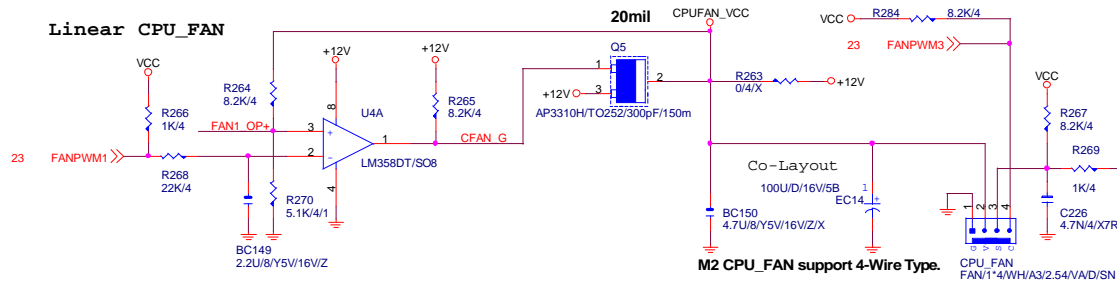 Linear CPU_FAN
20mil
CPUFAN_VCC
VCC
R284
8.2K/4
23
FANPWM3
VCC
R266
1K/4
R264
8.2K/4
+12V
+12V
8
U4A
R265
8.2K/4
FAN1_OP+
3
+
2
-
1
4
LM358DT/SO8
CFAN_G
Q5
1
2
3
+12V
AP3310H/TO252/300pF/150m
R263
0/4/X
+12V
VCC
R267
8.2K/4
R269
1K/4
23
FANPWM1
R268
22K/4
R270
5.1K/4/1
BC149
2.2U/8/Y5V/16V/Z
Co-Layout
100U/D/16V/5B
1
+
EC14
BC150
4.7U/8/Y5V/16V/Z/X
C226
4.7N/4/X7R
1
2
3
4
G
V
S
C
CPU_FAN
FAN/1*4/WH/A3/2.54/VA/D/SN
M2 CPU_FAN support 4-Wire Type.